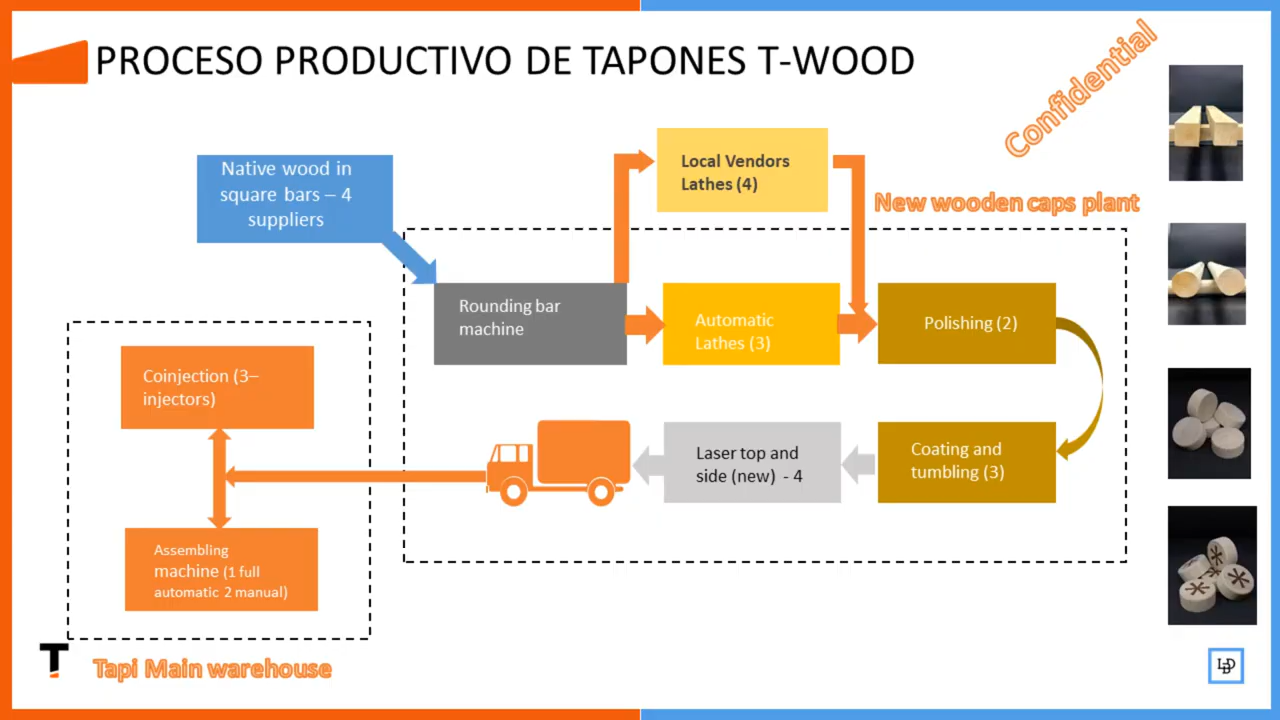 PROCESO PRODUCTIVO DE TAPONES T-WOOD
Confidential
Native wood in
square bars – 4
suppliers
Local Vendors
Lathes (4)
New wooden caps plant
Rounding bar
machine
Automatic
Lathes (3)
Polishing (2)
Coinjection (3–
injectors)
Laser top and
side (new) - 4
Coating and
tumbling (3)
Assembling
machine (1 full
automatic 2 manual)
T
Tapi Main warehouse